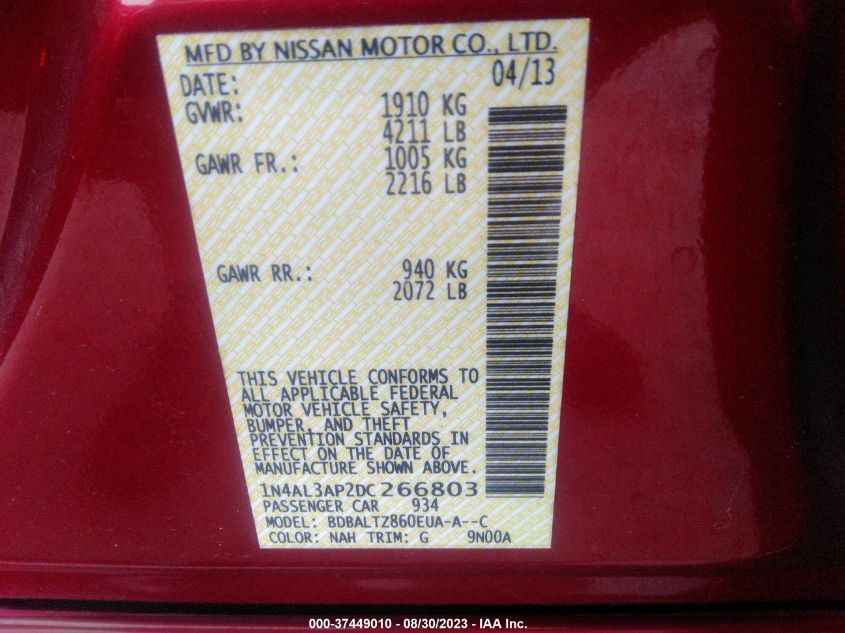 MFD BY NISSAN MOTOR CO., LTD.
DATE: 04/13
GVWR: 1910 KG
4211 LB
GAWR FR.: 1005 KG
2216 LB
GAWR RR.: 940 KG
2072 LB
THIS VEHICLE CONFORMS TO
ALL APPLICABLE FEDERAL
MOTOR VEHICLE SAFETY,
BUMPER, AND THEFT
PREVENTION STANDARDS IN
EFFECT ON THE DATE OF
MANUFACTURE SHOWN ABOVE.
1N4AL3AP2DC266803
PASSENGER CAR 934
MODEL: BDBALTZ860EUA-A--C
COLOR: NAH TRIM: G 9N00A
000-37449010 - 08/30/2023 - IAA Inc.